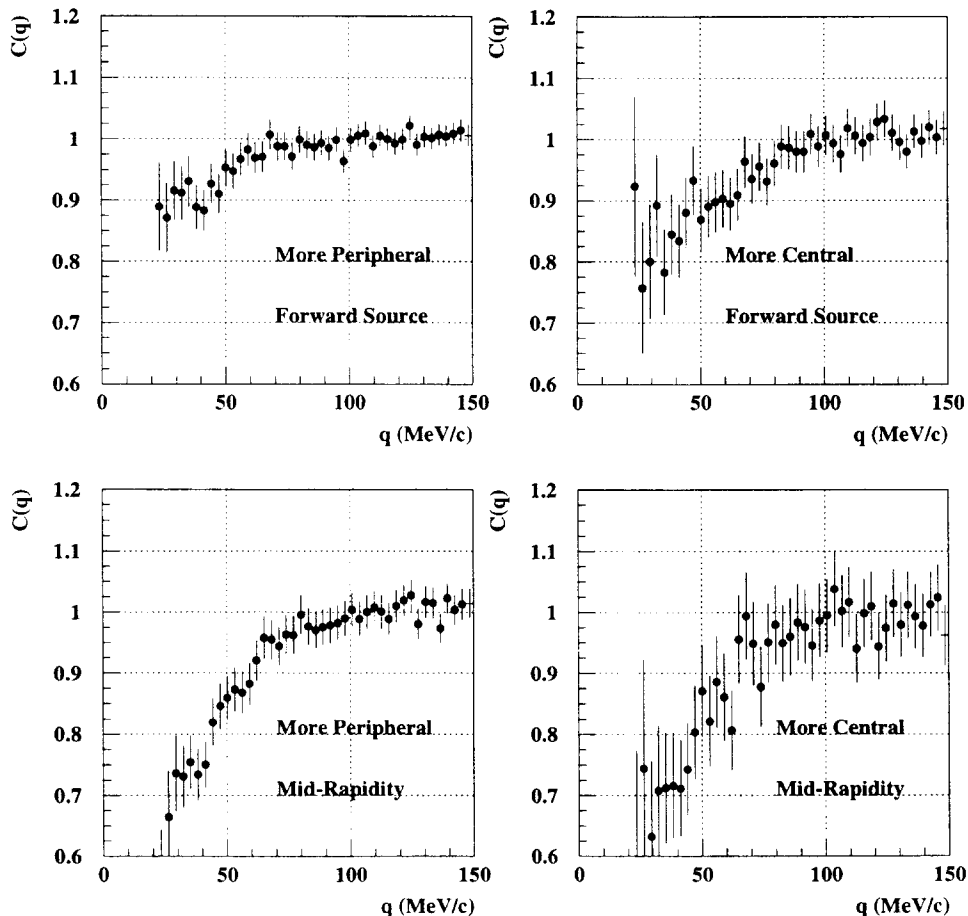 C(q)
1.2
1.1
1
0.9
0.8
0.7
0.6
0
50
100
150
q (MeV/c)
More Peripheral
Forward Source
C(q)
1.2
1.1
1
0.9
0.8
0.7
0.6
0
50
100
150
q (MeV/c)
More Central
Forward Source
C(q)
1.2
1.1
1
0.9
0.8
0.7
0.6
0
50
100
150
q (MeV/c)
More Peripheral
Mid-Rapidity
C(q)
1.2
1.1
1
0.9
0.8
0.7
0.6
0
50
100
150
q (MeV/c)
More Central
Mid-Rapidity